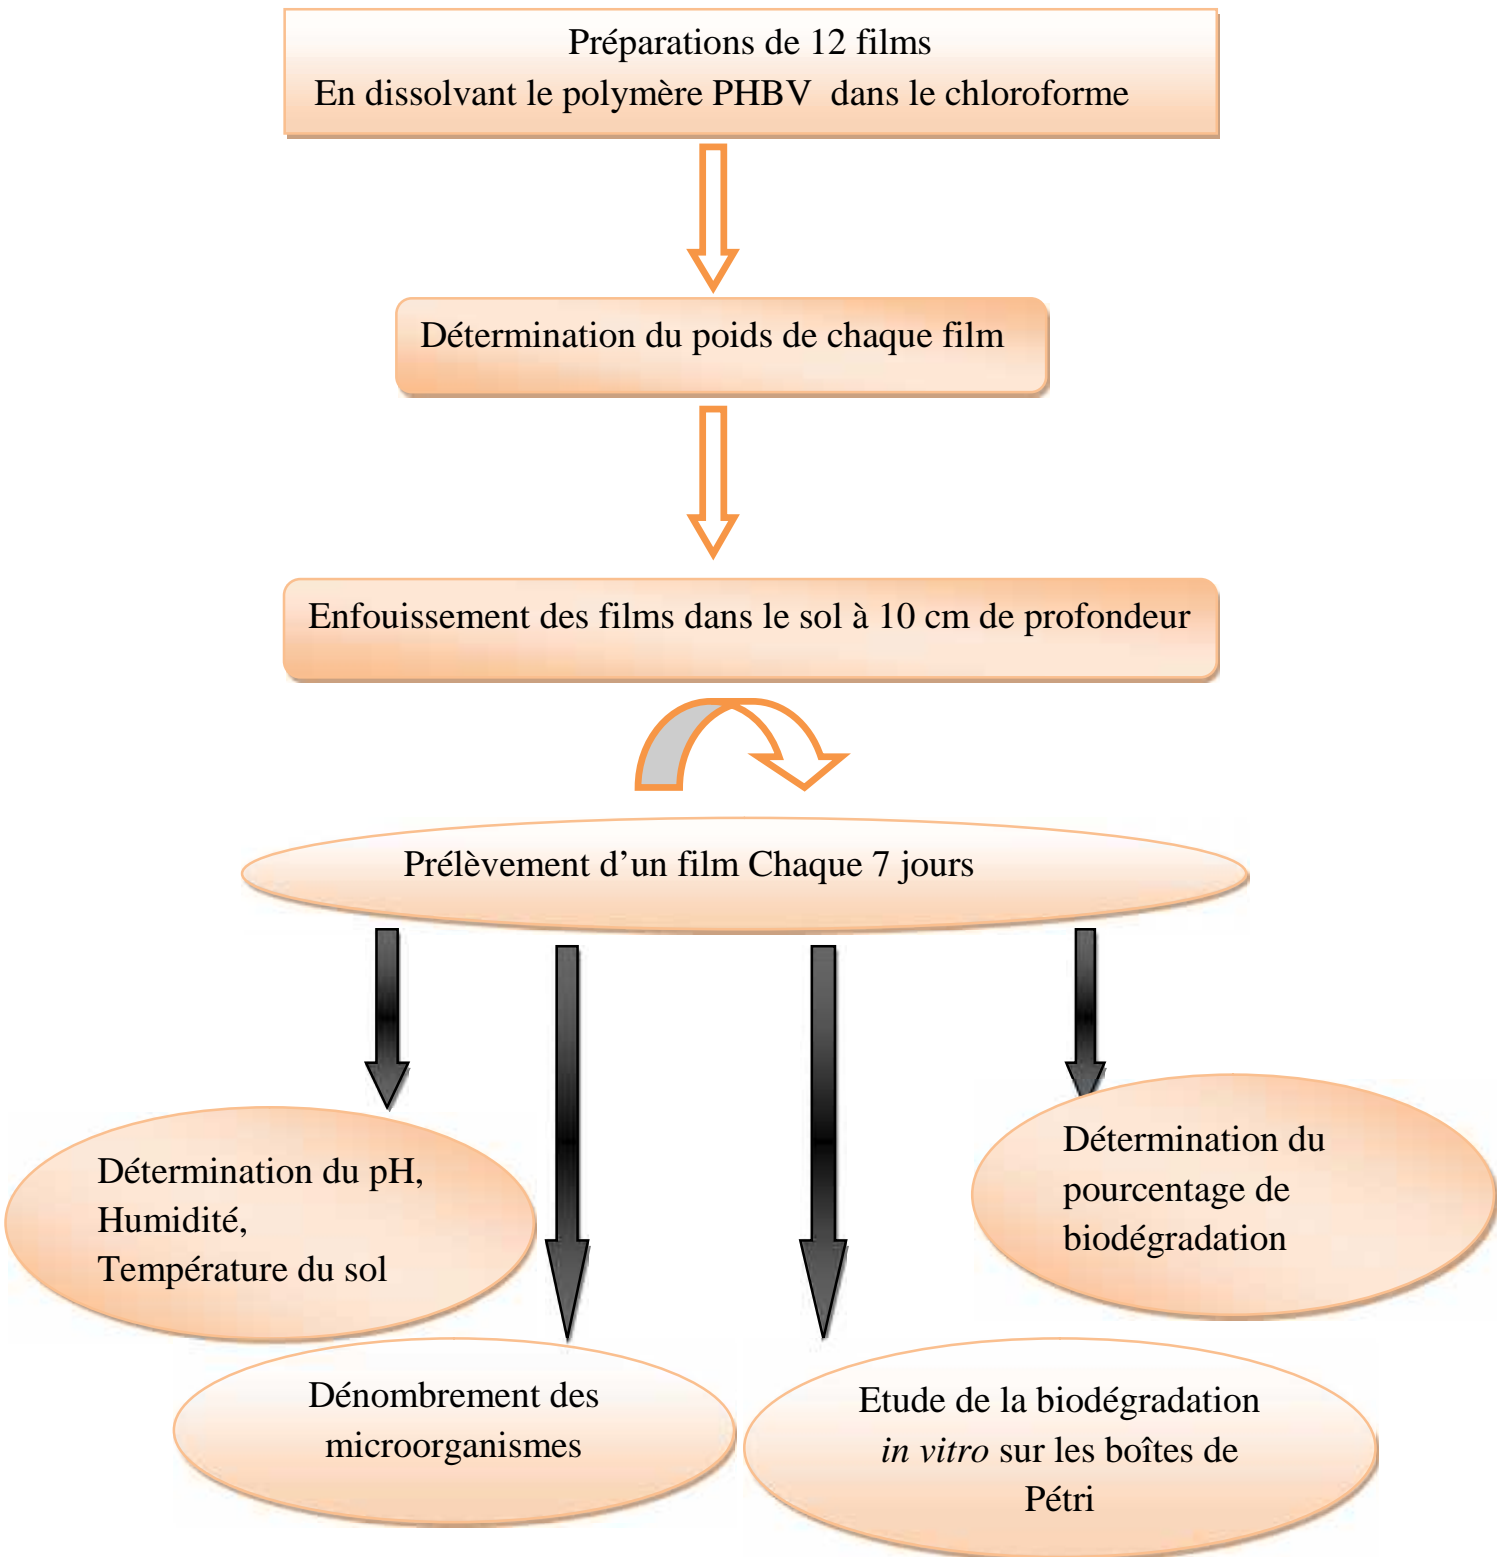 Préparations de 12 films
En dissolvant le polymère PHBV dans le chloroforme
Détermination du poids de chaque film
Enfouissement des films dans le sol à 10 cm de profondeur
Prélèvement d’un film Chaque 7 jours
Détermination du pH,
Humidité,
Température du sol
Détermination du
pourcentage de
biodégradation
Dénombrement des
microorganismes
Etude de la biodégradation
in vitro sur les boîtes de
Pétri